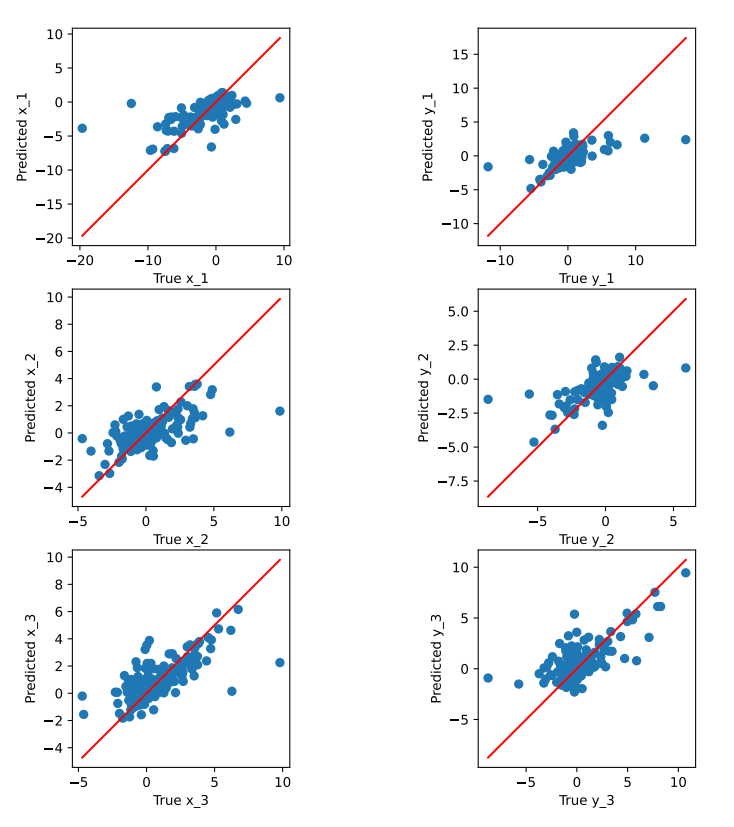 10
5
0
−5
−10
−15
−20
−20 −10 0 10
Predicted x_1
True x_1
15
10
5
0
−5
−10
−10 0 10
Predicted y_1
True y_1
10
8
6
4
2
0
−2
−4
−5 0 5 10
Predicted x_2
True x_2
5.0
2.5
0.0
−2.5
−5.0
−7.5
−5 0 5
Predicted y_2
True y_2
10
8
6
4
2
0
−2
−4
−5 0 5 10
Predicted x_3
True x_3
10
5
0
−5
−5 0 5 10
Predicted y_3
True y_3